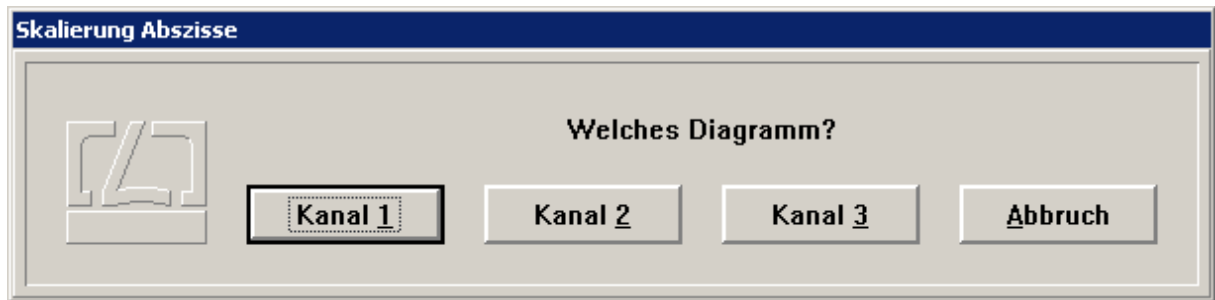 Skalierung Abszisse
Welches Diagramm?
Kanal 1 Kanal 2 Kanal 3 Abbruch